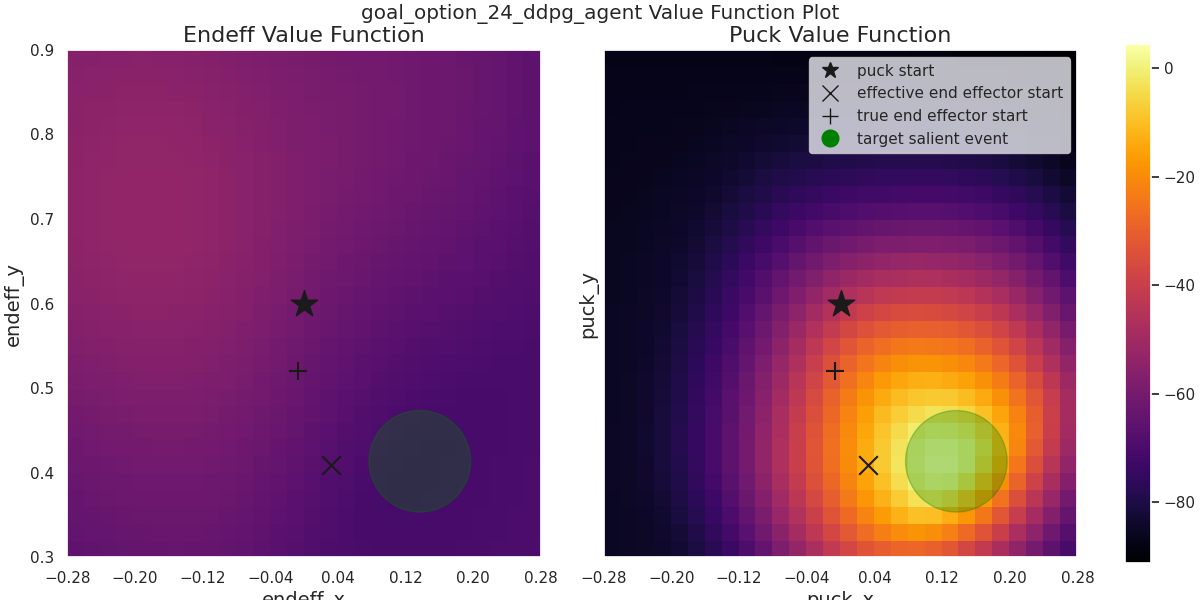 goal_option_24_ddpg_agent Value Function Plot
Endeff Value Function
Puck Value Function
puck start
effective end effector start
true end effector start
target salient event
0.9
0.8
0.7
0.6
0.5
0.4
0.3
endeff_y
puck_y
−0.28 −0.20 −0.12 −0.04 0.04 0.12 0.20 0.28
−0.28 −0.20 −0.12 −0.04 0.04 0.12 0.20 0.28
endeff_x
puck_x
0
−20
−40
−60
−80